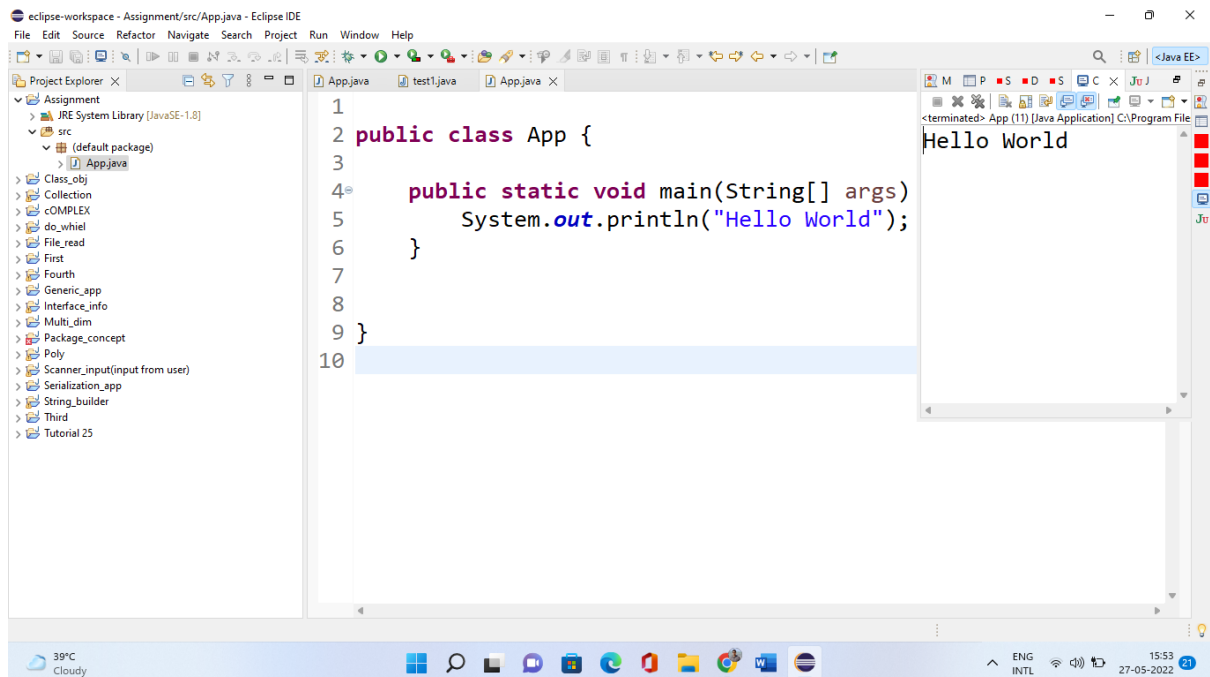 eclipse-workspace - Assignment/src/App.java - Eclipse IDE
File Edit Source Refactor Navigate Search Project Run Window Help
<Java EE>
Project Explorer
Assignment
JRE System Library [JavaSE-1.8]
src
(default package)
App.java
Class_obj
Collection
cOMPLEX
do_whiel
File_read
First
Fourth
Generic_app
Interface_info
Multi_dim
Package_concept
Poly
Scanner_input(input from user)
Serialization_app
String_builder
Third
Tutorial 25
App.java test1.java App.java
1
2 public class App {
3
4 public static void main(String[] args)
5 System.out.println("Hello World");
6 }
7
8
9 }
10
M P S D S C Ju J
<terminated> App (11) [Java Application] C:\Program File
Hello World
Ju
39°C
Cloudy
ENG
INTL
15:53
27-05-2022
21